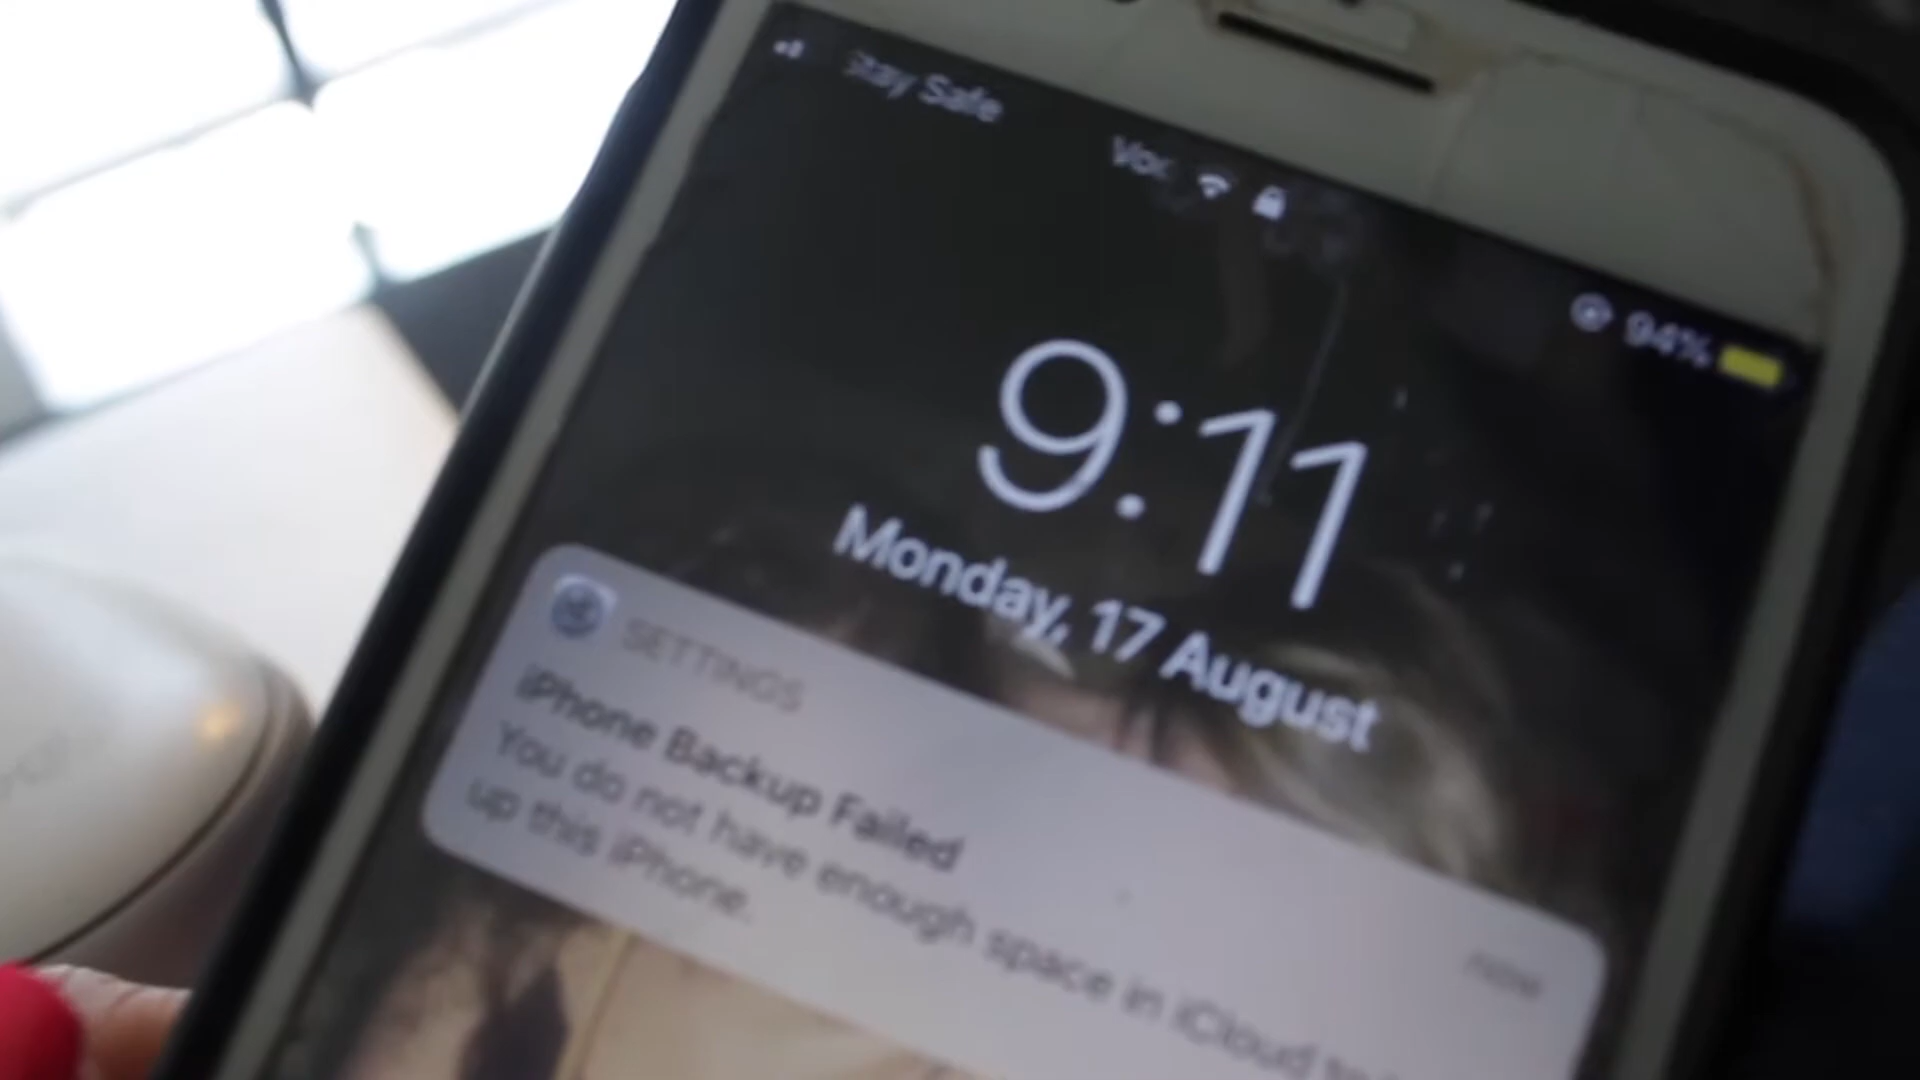 Stay Safe
94%
9:11
Monday, 17 August
SETTINGS
now
iPhone Backup Failed
You do not have enough space in iCloud to
up this iPhone.